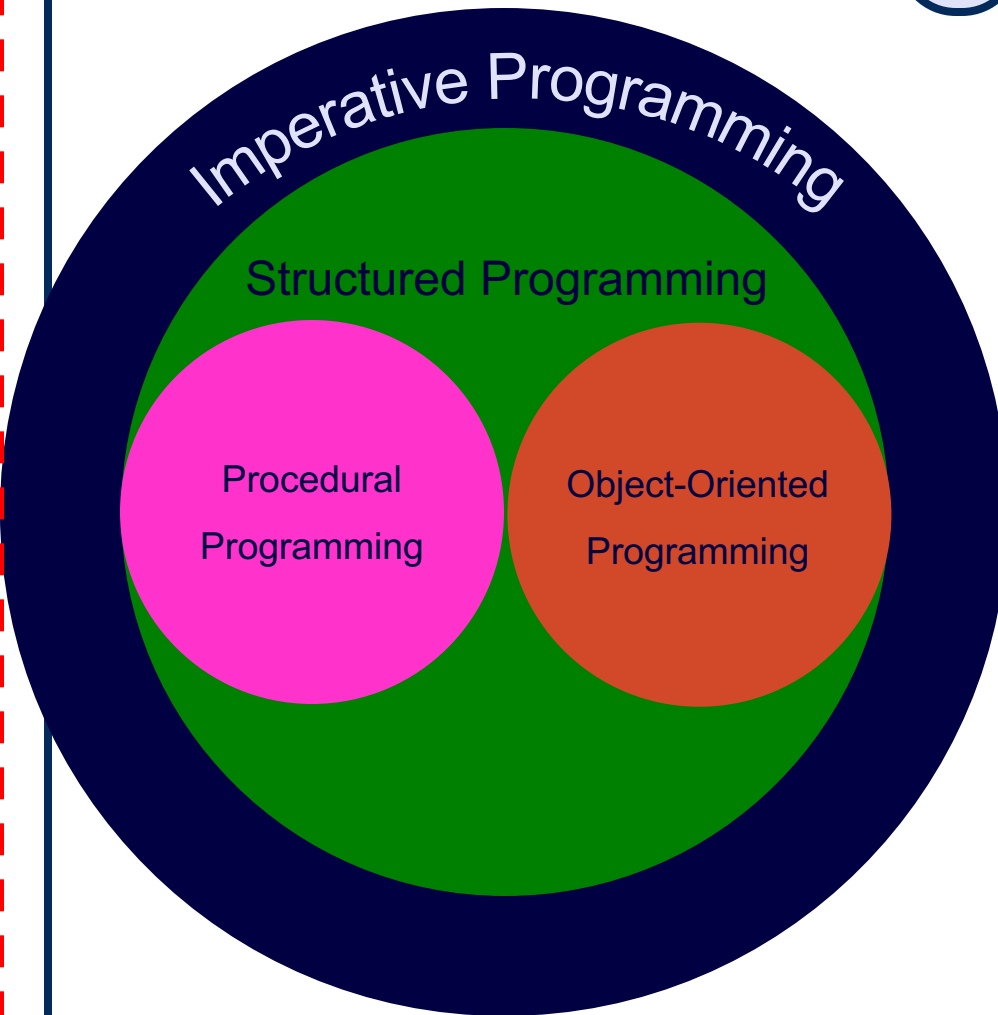 Imperative Programming
Structured Programming
Procedural
Programming
Object-Oriented
Programming